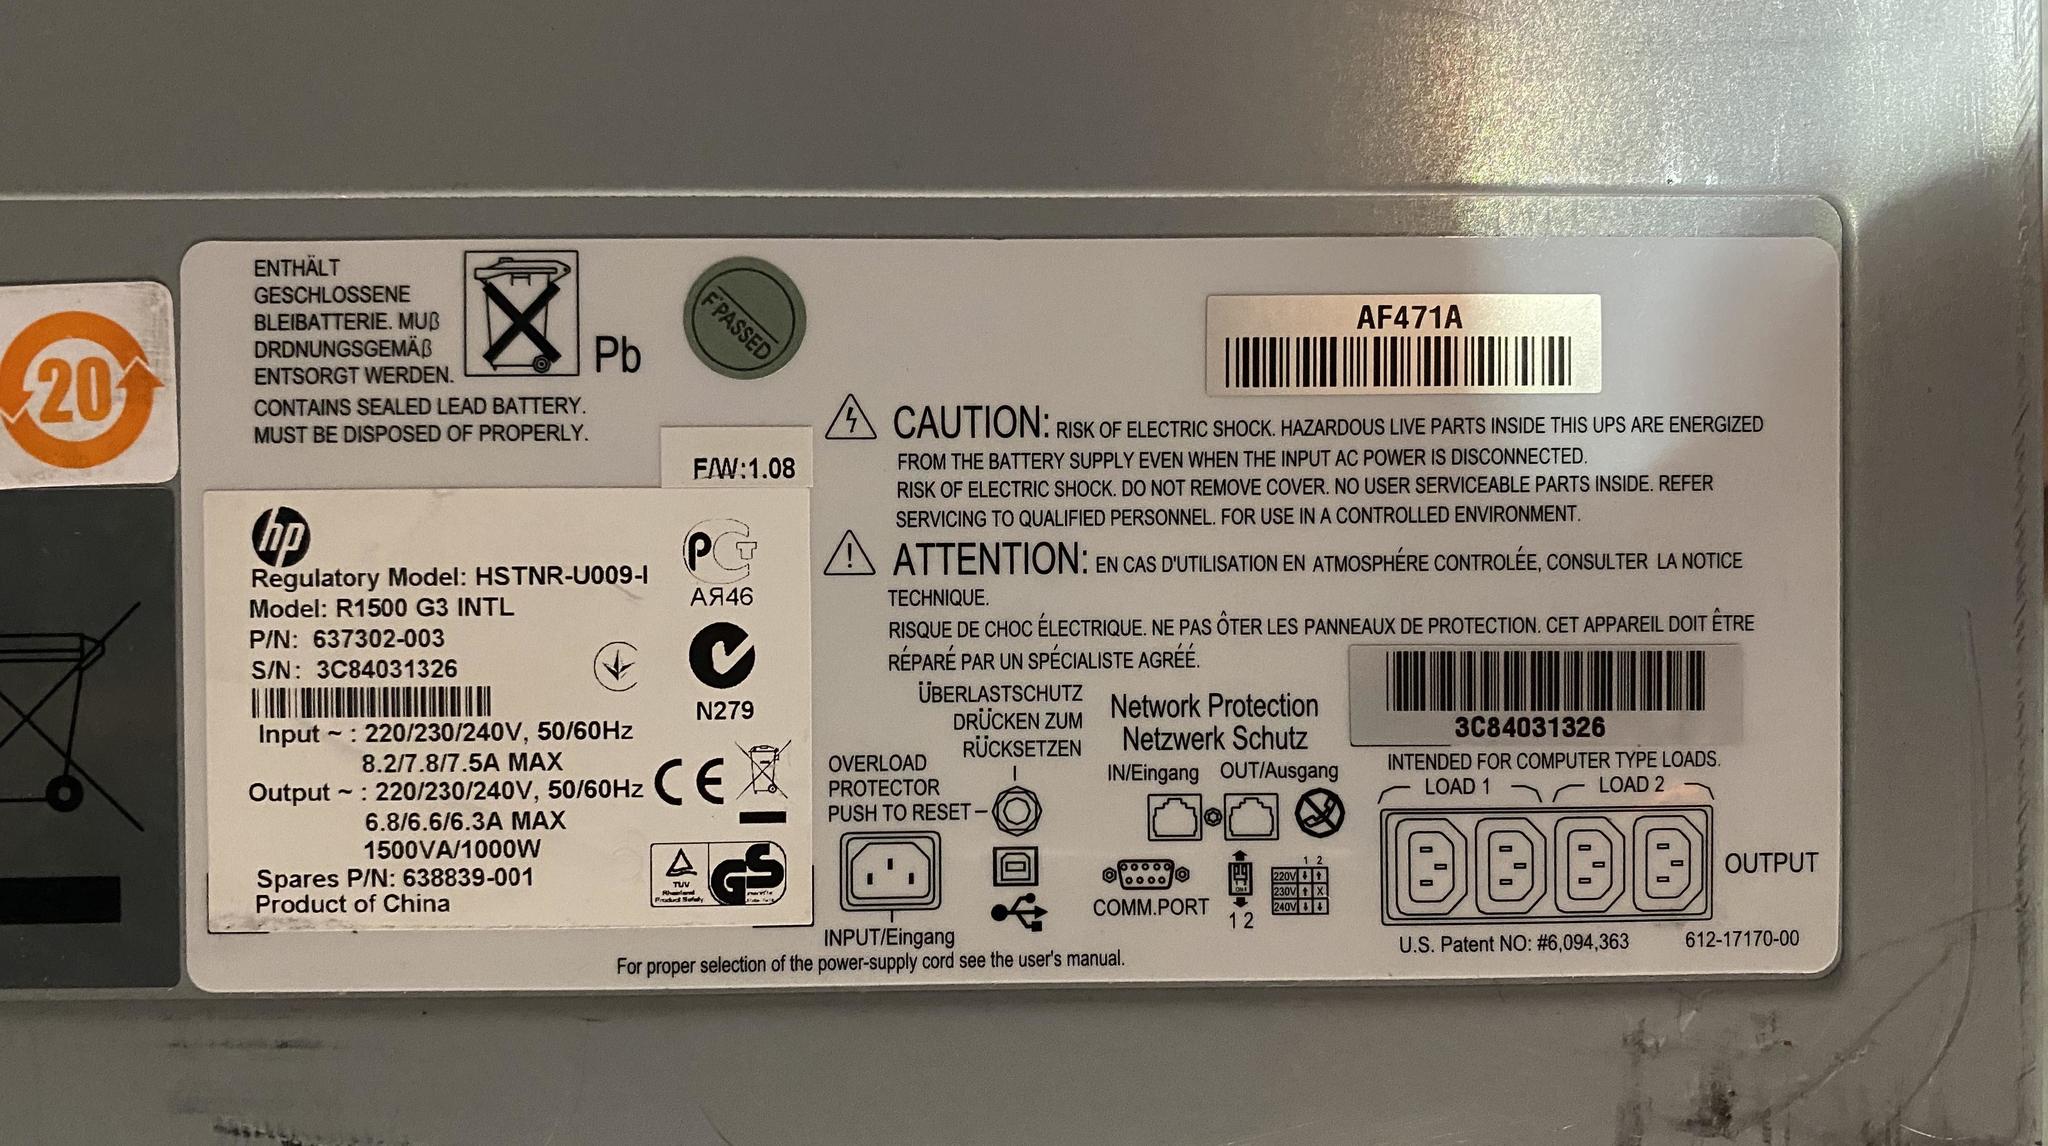 20
ENTHÄLT
GESCHLOSSENE
BLEIBATTERIE. MUß
DRDNUNGSGEMÄß
ENTSORGT WERDEN.
CONTAINS SEALED LEAD BATTERY.
MUST BE DISPOSED OF PROPERLY.
Pb
F'PASSED
AF471A
F/W:1.08
hp
Regulatory Model: HSTNR-U009-I
Model: R1500 G3 INTL
P/N: 637302-003
S/N: 3C84031326
Input ~ : 220/230/240V, 50/60Hz
8.2/7.8/7.5A MAX
Output ~ : 220/230/240V, 50/60Hz
6.8/6.6/6.3A MAX
1500VA/1000W
Spares P/N: 638839-001
Product of China
PCT
AЯ46
N279
CE
TUV
Rheinland
Product Safety
GS
CAUTION: RISK OF ELECTRIC SHOCK. HAZARDOUS LIVE PARTS INSIDE THIS UPS ARE ENERGIZED
FROM THE BATTERY SUPPLY EVEN WHEN THE INPUT AC POWER IS DISCONNECTED.
RISK OF ELECTRIC SHOCK. DO NOT REMOVE COVER. NO USER SERVICEABLE PARTS INSIDE. REFER
SERVICING TO QUALIFIED PERSONNEL. FOR USE IN A CONTROLLED ENVIRONMENT.
ATTENTION: EN CAS D'UTILISATION EN ATMOSPHÉRE CONTROLÉE, CONSULTER LA NOTICE
TECHNIQUE.
RISQUE DE CHOC ÉLECTRIQUE. NE PAS ÔTER LES PANNEAUX DE PROTECTION. CET APPAREIL DOIT ÊTRE
RÉPARÉ PAR UN SPÉCIALISTE AGRÉÉ.
ÜBERLASTSCHUTZ
DRÜCKEN ZUM
RÜCKSETZEN
OVERLOAD
PROTECTOR
PUSH TO RESET
INPUT/Eingang
Network Protection
Netzwerk Schutz
IN/Eingang OUT/Ausgang
COMM.PORT
ON
1 2
1 2
220V ↓ ↑
230V ↑ X
240V ↓ ↓
3C84031326
INTENDED FOR COMPUTER TYPE LOADS.
LOAD 1 LOAD 2
OUTPUT
U.S. Patent NO: #6,094,363 612-17170-00
For proper selection of the power-supply cord see the user's manual.